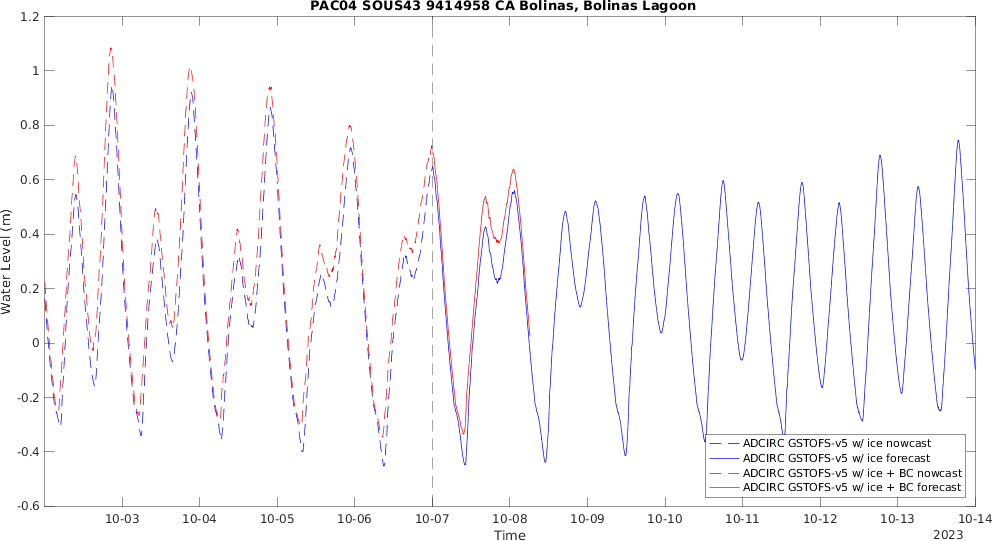 PAC04 SOUS43 9414958 CA Bolinas, Bolinas Lagoon
1.2
1
0.8
0.6
0.4
0.2
0
-0.2
-0.4
-0.6
Water Level (m)
ADCIRC GSTOFS-v5 w/ ice nowcast
ADCIRC GSTOFS-v5 w/ ice forecast
ADCIRC GSTOFS-v5 w/ ice + BC nowcast
ADCIRC GSTOFS-v5 w/ ice + BC forecast
10-03 10-04 10-05 10-06 10-07 10-08 10-09 10-10 10-11 10-12 10-13 10-14
Time
2023